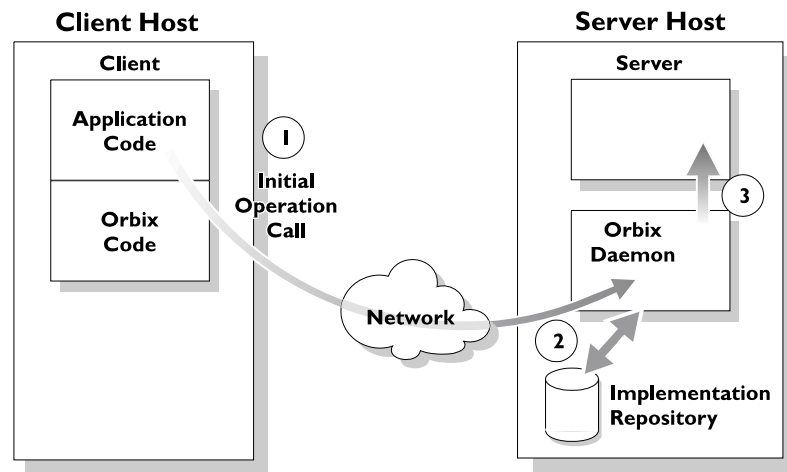 Client Host
Server Host
Client
Application
Code
Orbix
Code
1
Initial
Operation
Call
Network
Server
3
Orbix
Daemon
2
Implementation
Repository